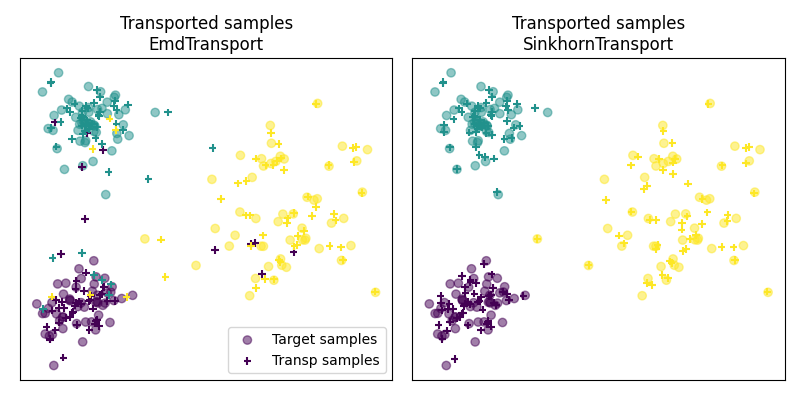 Transported samples
EmdTransport
Transported samples
SinkhornTransport
Target samples
Transp samples